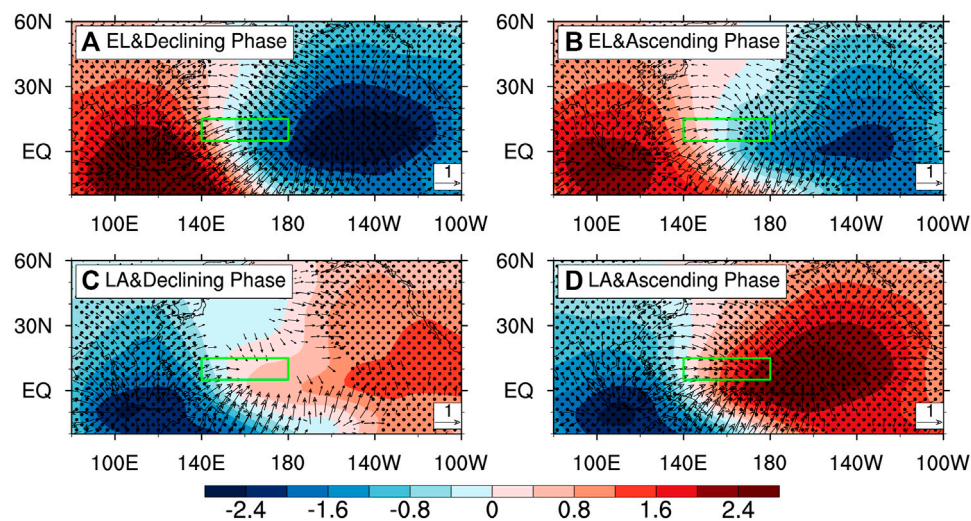 60N A EL&Declining Phase 60N B EL&Ascending Phase
30N 30N
EQ EQ
1 1
100E 140E 180 140W 100W 100E 140E 180 140W 100W
60N C LA&Declining Phase 60N D LA&Ascending Phase
30N 30N
EQ EQ
1 1
100E 140E 180 140W 100W 100E 140E 180 140W 100W
-2.4 -1.6 -0.8 0 0.8 1.6 2.4